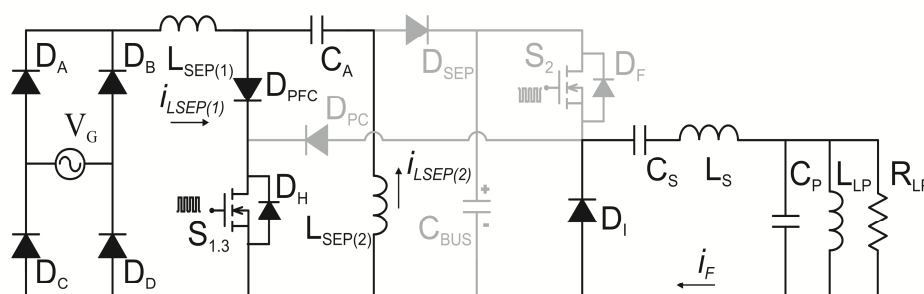 D_A
D_B
L_SEP(1)
C_A
D_SEP
S_2
D_F
i_LSEP(1)
D_PFC
V_G
D_PC
i_LSEP(2)
C_S
L_S
C_P
L_LP
R_LP
D_H
S_1.3
L_SEP(2)
+
C_BUS
-
D_I
D_C
D_D
i_F